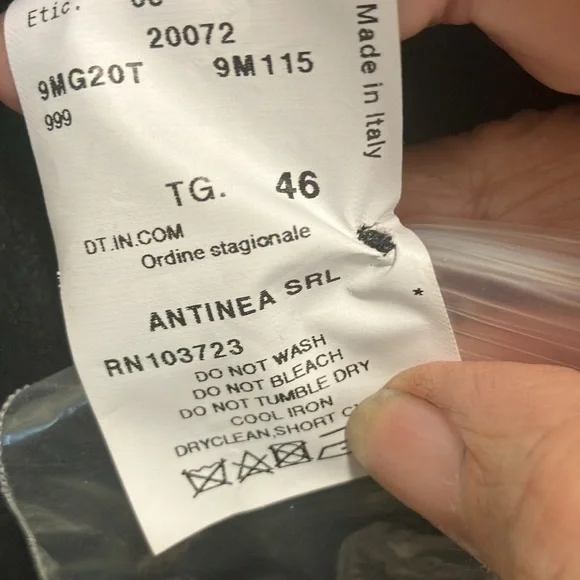 Etic.
20072
9MG20T 9M115
999
Made in Italy
TG. 46
DT.IN.COM
Ordine stagionale
ANTINEA SRL
*
RN103723
DO NOT WASH
DO NOT BLEACH
DO NOT TUMBLE DRY
COOL IRON
DRYCLEAN,SHORT